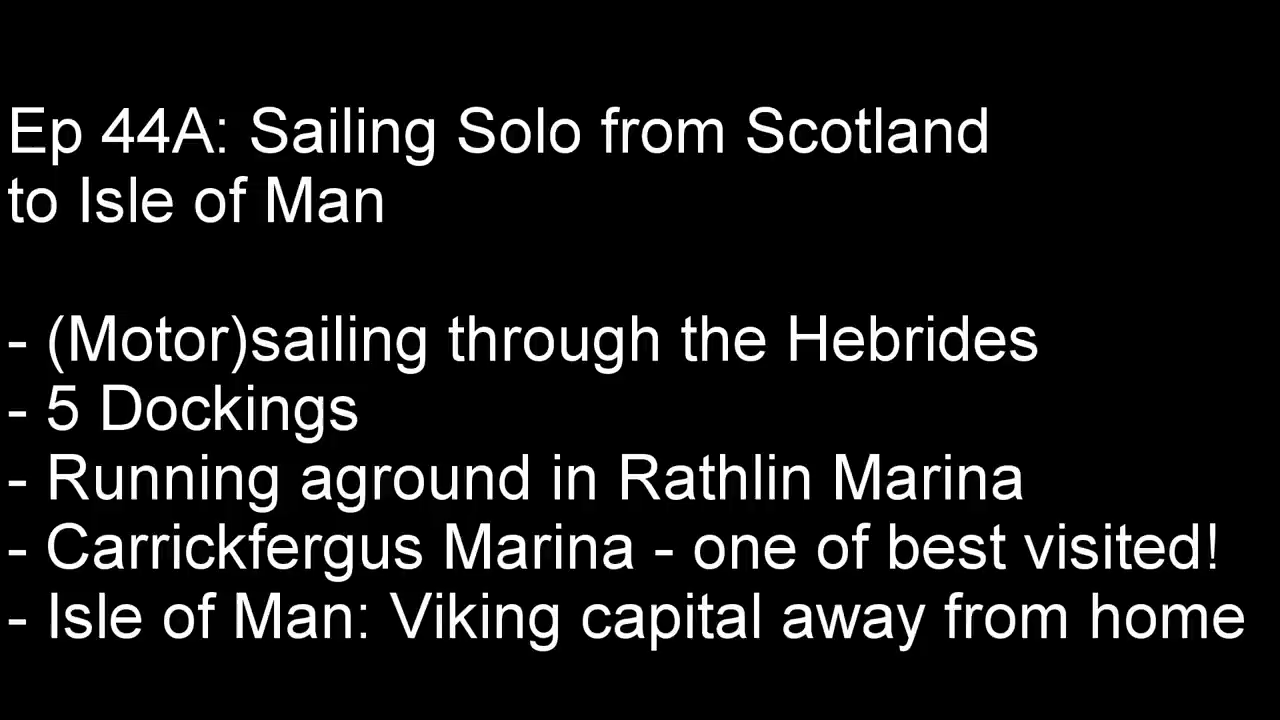 Ep 44A: Sailing Solo from Scotland
to Isle of Man
- (Motor)sailing through the Hebrides
- 5 Dockings
- Running aground in Rathlin Marina
- Carrickfergus Marina - one of best visited!
- Isle of Man: Viking capital away from home